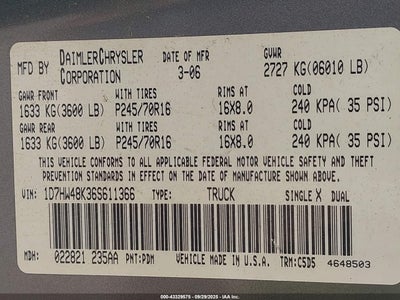 MFD BY DAIMLERCHRYSLER CORPORATION DATE OF MFR 3-06 GVWR 2727 KG(06010 LB)
GAWR FRONT WITH TIRES RIMS AT COLD
1633 KG(3600 LB) P245/70R16 16X8.0 240 KPA( 35 PSI)
GAWR REAR WITH TIRES RIMS AT COLD
1633 KG(3600 LB) P245/70R16 16X8.0 240 KPA( 35 PSI)
THIS VEHICLE CONFORMS TO ALL APPLICABLE FEDERAL MOTOR VEHICLE SAFETY AND THEFT
PREVENTION STANDARDS IN EFFECT ON THE DATE OF MANUFACTURE SHOWN ABOVE.
VIN: 1D7HW48K36S611366 TYPE: TRUCK SINGLE X DUAL
MDH: 022821 235AA PNT:PDM VEHICLE MADE IN U.S.A. TRM:C5D5 4648503
000-43329575 - 09/29/2025 - IAAI.COM